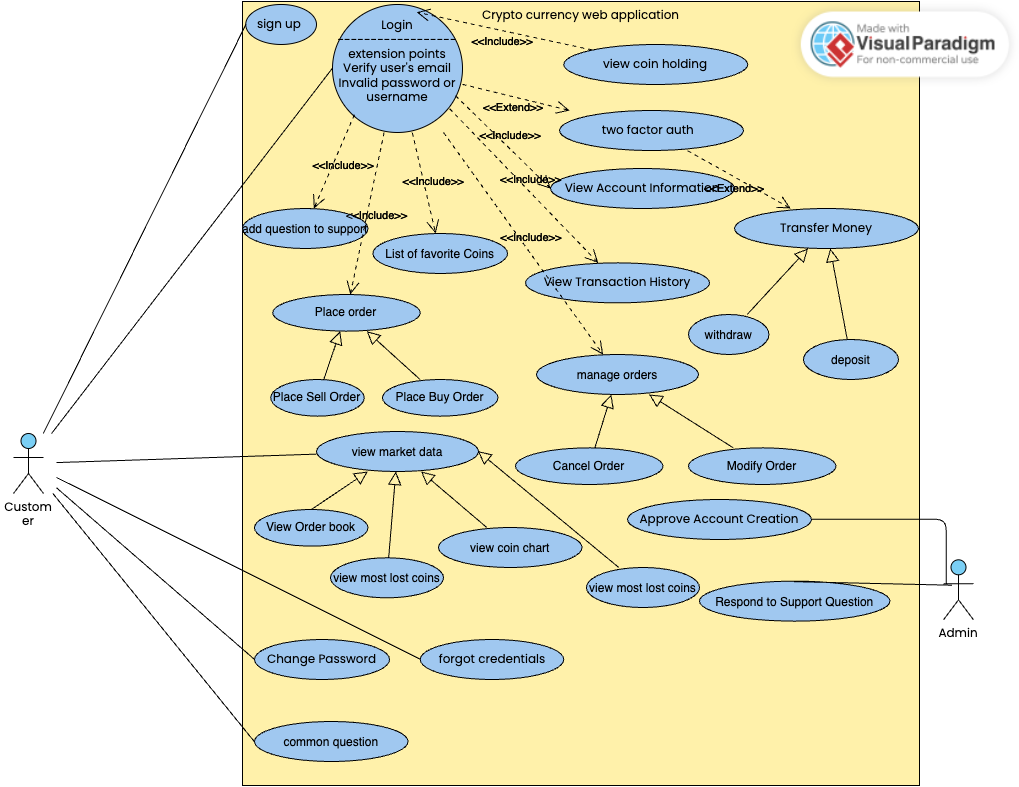 sign up
Login
extension points
Verify user's email
Invalid password or
username
Crypto currency web application
Made with
Visual Paradigm
For non-commercial use
<<Include>>
view coin holding
<<Extend>>
two factor auth
<<Include>>
<<Include>>
<<Include>>
<<Include>>
View Account Information
<<Extend>>
<<Include>>
add question to support
Transfer Money
<<Include>>
List of favorite Coins
View Transaction History
Place order
withdraw
deposit
manage orders
Place Sell Order
Place Buy Order
view market data
Cancel Order
Modify Order
Custom
er
View Order book
Approve Account Creation
view coin chart
view most lost coins
view most lost coins
Respond to Support Question
Admin
Change Password
forgot credentials
common question